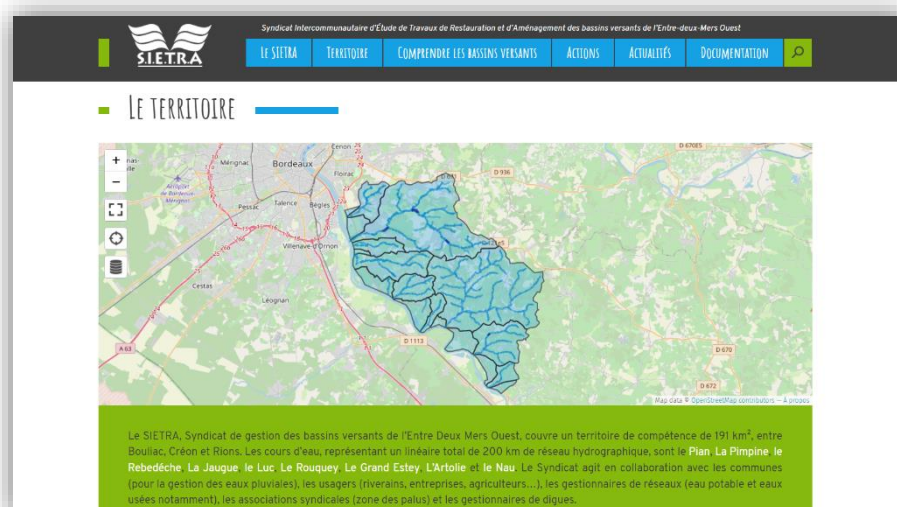 Syndicat Intercommunautaire d'Étude de Travaux de Restauration et d'Aménagement des bassins versants de l'Entre-deux-Mers Ouest
S.I.E.T.R.A
Le SIETRA Territoire Comprendre les bassins versants Actions Actualités Documentation
Le territoire
+
−
Mérignac
Bordeaux
Cenon
Floirac
D 936
D 670E5
Aéroport de Bordeaux-Mérignac
Pessac
Talence
Bègles
Villenave-d'Ornon
Cestas
Léognan
D 1113
A 63
D 670
D 672
Map data © OpenStreetMap contributors — À propos
Le SIETRA, Syndicat de gestion des bassins versants de l'Entre Deux Mers Ouest, couvre un territoire de compétence de 191 km², entre
Bouliac, Créon et Rions. Les cours d'eau, représentant un linéaire total de 200 km de réseau hydrographique, sont le Pian, La Pimpine, le
Rebedèche, La Jaugue, le Luc, Le Rouquey, Le Grand Estey, L'Artolie et le Nau. Le Syndicat agit en collaboration avec les communes
(pour la gestion des eaux pluviales), les usagers (riverains, entreprises, agriculteurs...), les gestionnaires de réseaux (eau potable et eaux
usées notamment), les associations syndicales (zone des palus) et les gestionnaires de digues.